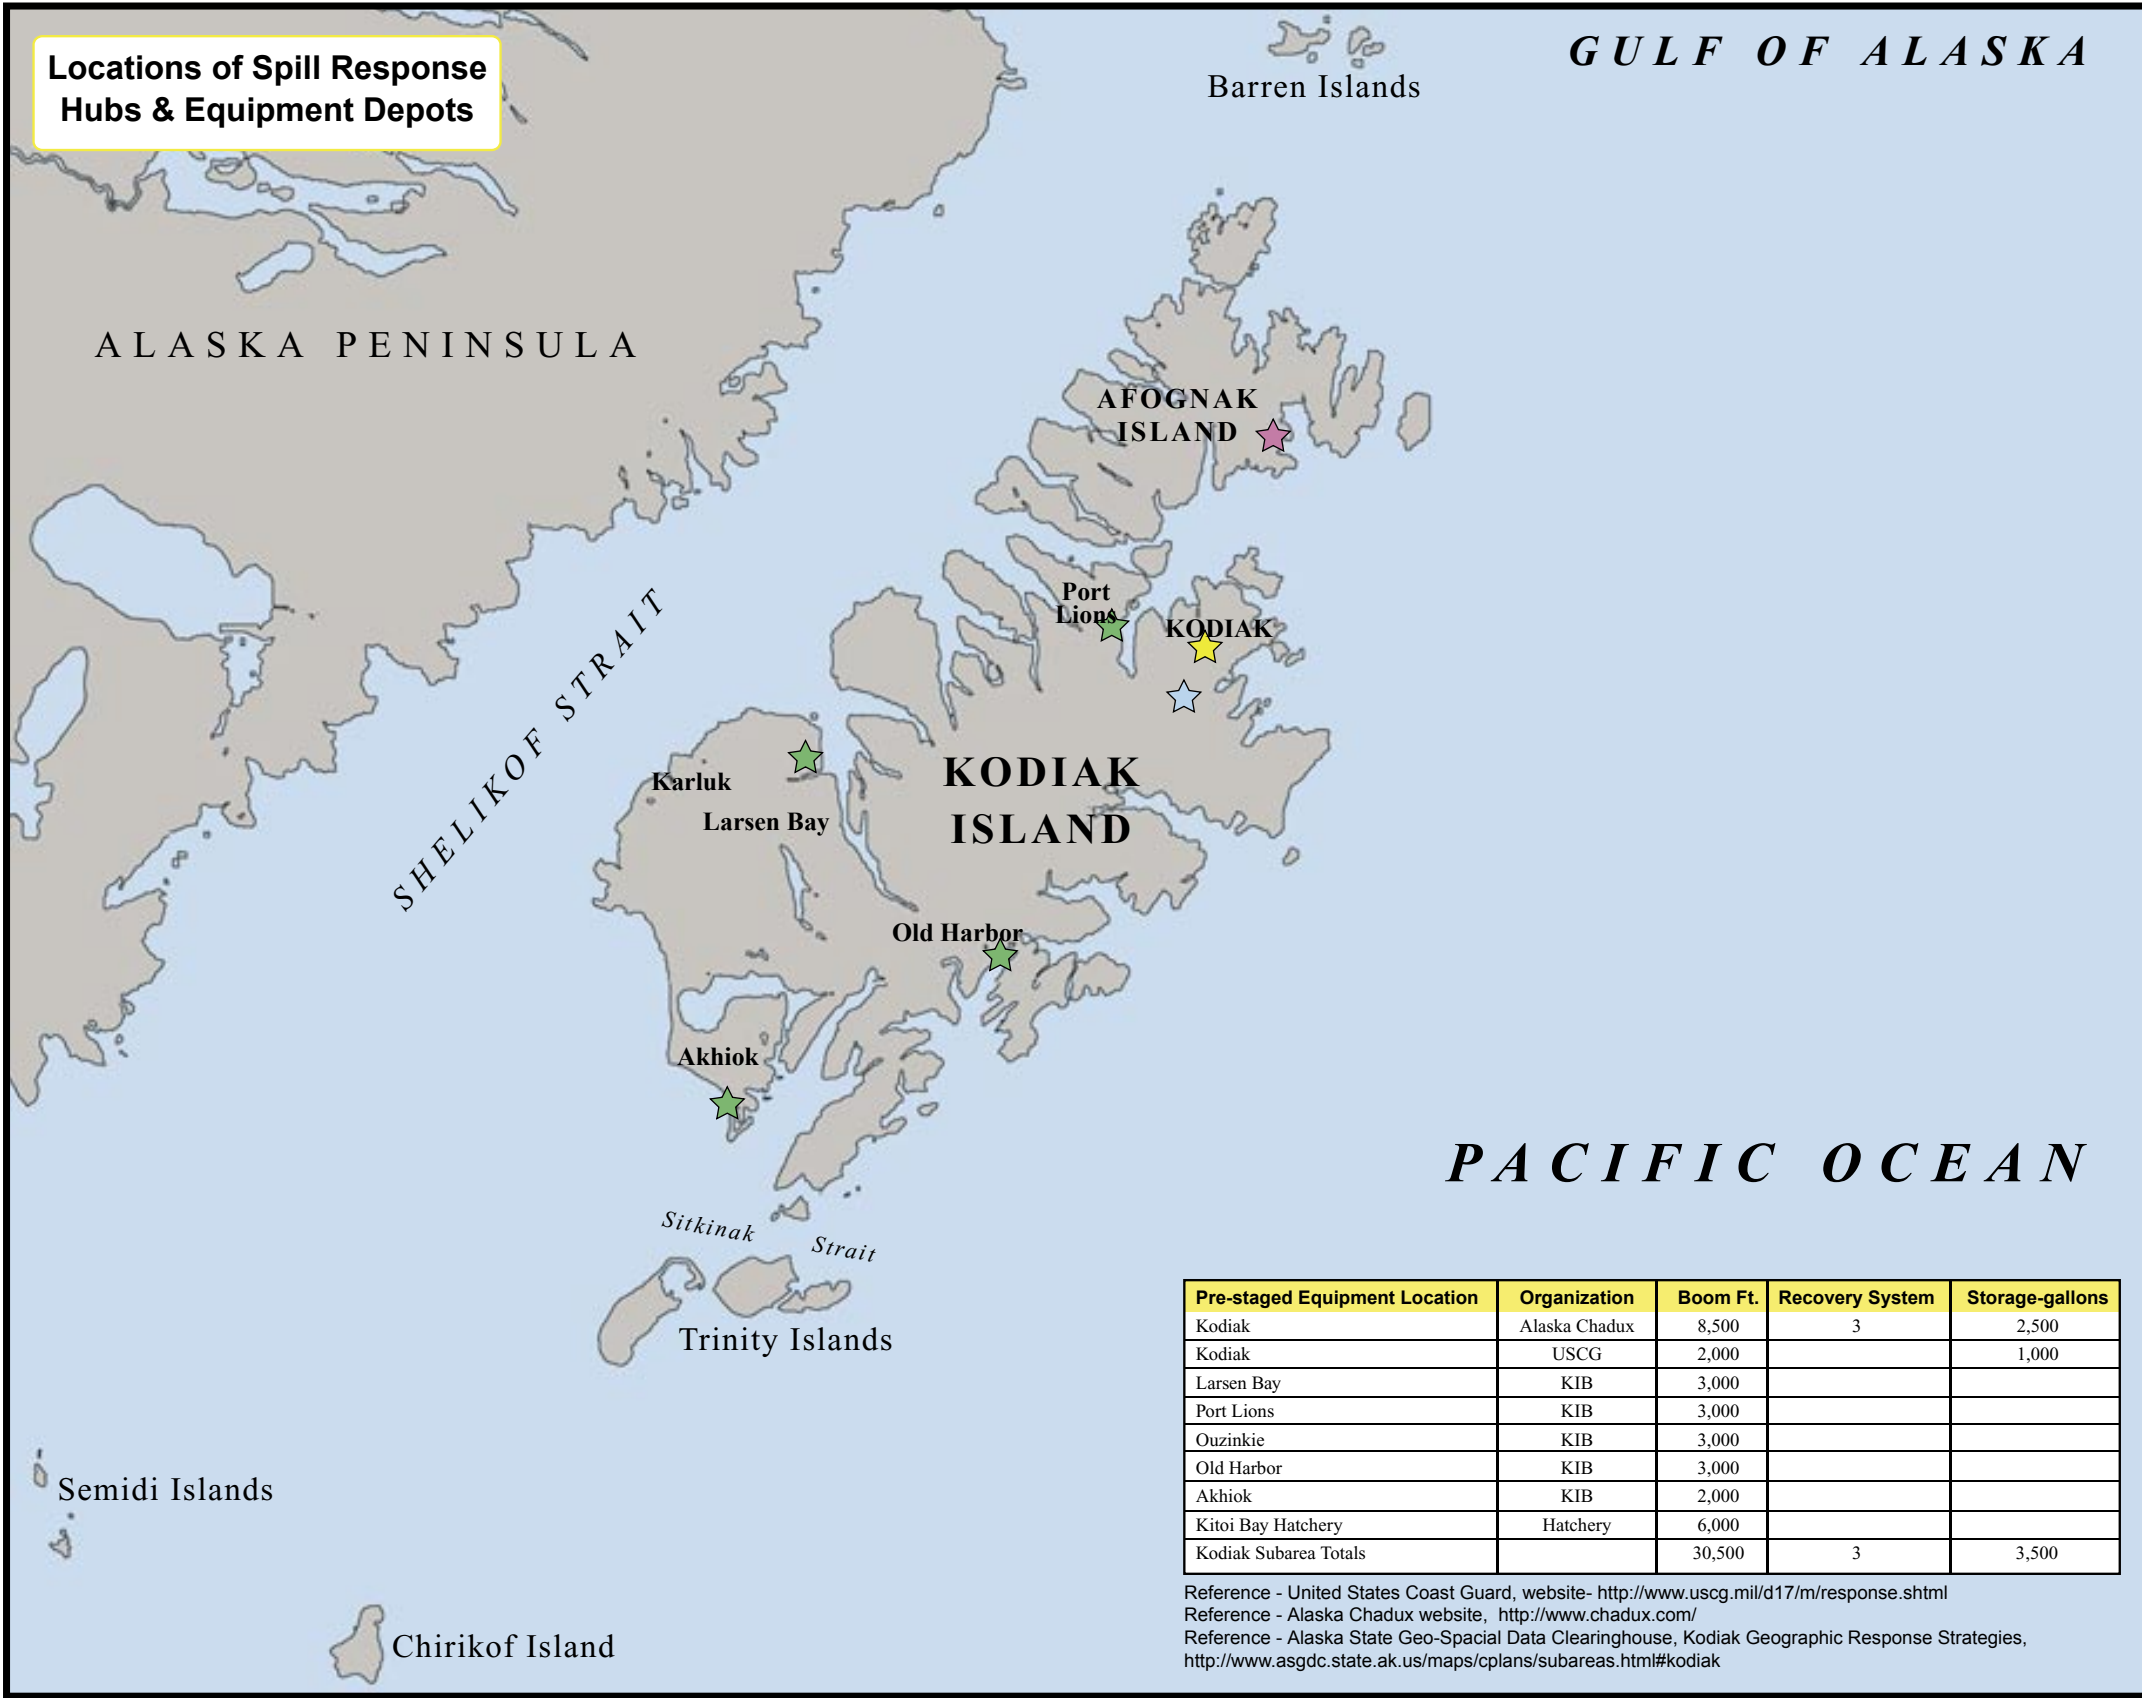 Locations of Spill Response
Hubs & Equipment Depots
GULF OF ALASKA
Barren Islands
ALASKA PENINSULA
AFOGNAK
ISLAND
Port
Lions
KODIAK
SHELIKOF STRAIT
Karluk
Larsen Bay
KODIAK
ISLAND
Old Harbor
Akhiok
PACIFIC OCEAN
Sitkinak Strait
Trinity Islands
Semidi Islands
Chirikof Island
Pre-staged Equipment Location Organization Boom Ft. Recovery System Storage-gallons
Kodiak Alaska Chadux 8,500 3 2,500
Kodiak USCG 2,000 1,000
Larsen Bay KIB 3,000
Port Lions KIB 3,000
Ouzinkie KIB 3,000
Old Harbor KIB 3,000
Akhiok KIB 2,000
Kitoi Bay Hatchery Hatchery 6,000
Kodiak Subarea Totals 30,500 3 3,500
Reference - United States Coast Guard, website- http://www.uscg.mil/d17/m/response.shtml
Reference - Alaska Chadux website, http://www.chadux.com/
Reference - Alaska State Geo-Spacial Data Clearinghouse, Kodiak Geographic Response Strategies,
http://www.asgdc.state.ak.us/maps/cplans/subareas.html#kodiak